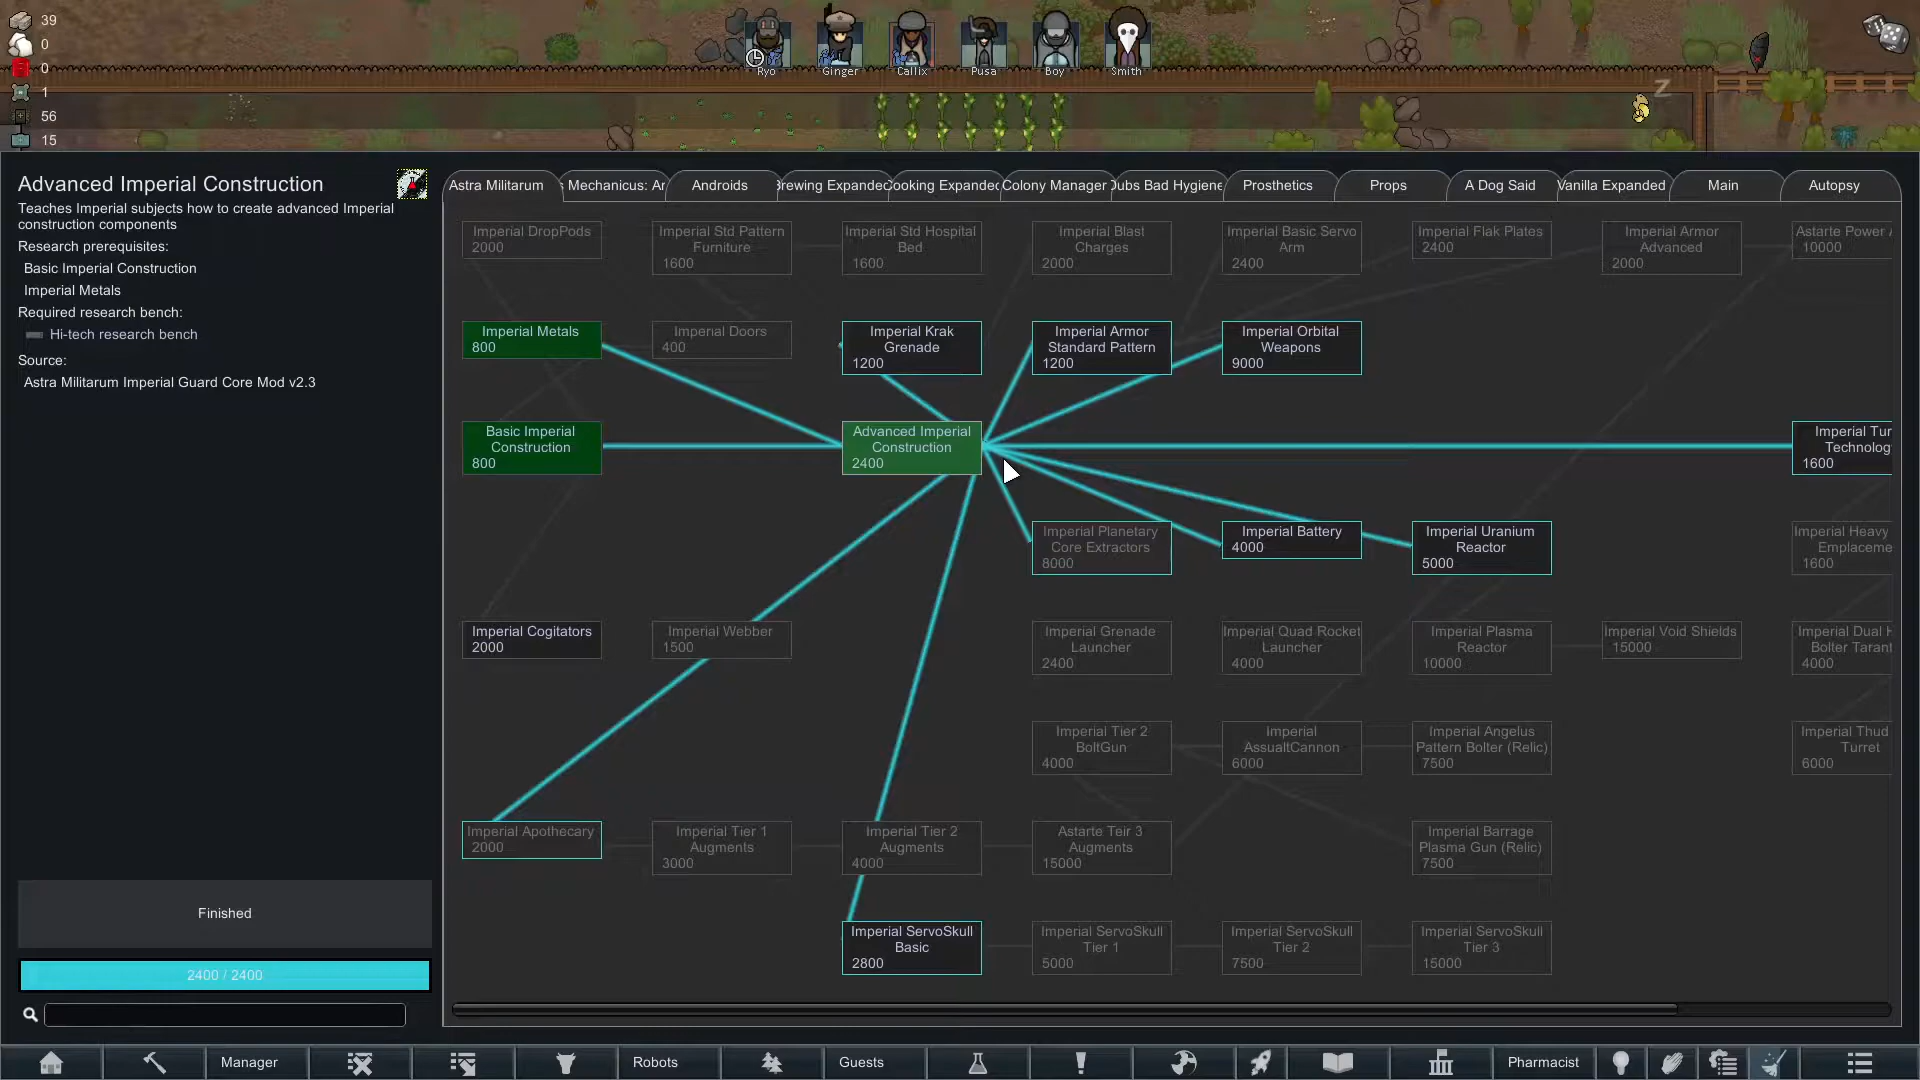 39
0
0
1
56
15
Ryo
Ginger
Callix
Pusa
Boy
Smith
Z
Advanced Imperial Construction
Teaches Imperial subjects how to create advanced Imperial
construction components
Research prerequisites:
Basic Imperial Construction
Imperial Metals
Required research bench:
Hi-tech research bench
Source:
Astra Militarum Imperial Guard Core Mod v2.3
Finished
2400 / 2400
Astra Militarum
s Mechanicus: Ar
Androids
Brewing Expanded
Cooking Expanded
Colony Manager
Dubs Bad Hygiene
Prosthetics
Props
A Dog Said
Vanilla Expanded
Main
Autopsy
Imperial DropPods
2000
Imperial Std Pattern
Furniture
1600
Imperial Std Hospital
Bed
1600
Imperial Blast
Charges
2000
Imperial Basic Servo
Arm
2400
Imperial Flak Plates
2400
Imperial Armor
Advanced
2000
Astarte Power A
10000
Imperial Metals
800
Imperial Doors
400
Imperial Krak
Grenade
1200
Imperial Armor
Standard Pattern
1200
Imperial Orbital
Weapons
9000
Basic Imperial
Construction
800
Advanced Imperial
Construction
2400
Imperial Tur
Technolog
1600
Imperial Planetary
Core Extractors
8000
Imperial Battery
4000
Imperial Uranium
Reactor
5000
Imperial Heavy
Emplaceme
1600
Imperial Cogitators
2000
Imperial Webber
1500
Imperial Grenade
Launcher
2400
Imperial Quad Rocket
Launcher
4000
Imperial Plasma
Reactor
10000
Imperial Void Shields
15000
Imperial Dual H
Bolter Tarant
4000
Imperial Tier 2
BoltGun
4000
Imperial
AssualtCannon
6000
Imperial Angelus
Pattern Bolter (Relic)
7500
Imperial Thud
Turret
6000
Imperial Apothecary
2000
Imperial Tier 1
Augments
3000
Imperial Tier 2
Augments
4000
Astarte Teir 3
Augments
15000
Imperial Barrage
Plasma Gun (Relic)
7500
Imperial ServoSkull
Basic
2800
Imperial ServoSkull
Tier 1
5000
Imperial ServoSkull
Tier 2
7500
Imperial ServoSkull
Tier 3
15000
Manager
Robots
Guests
Pharmacist